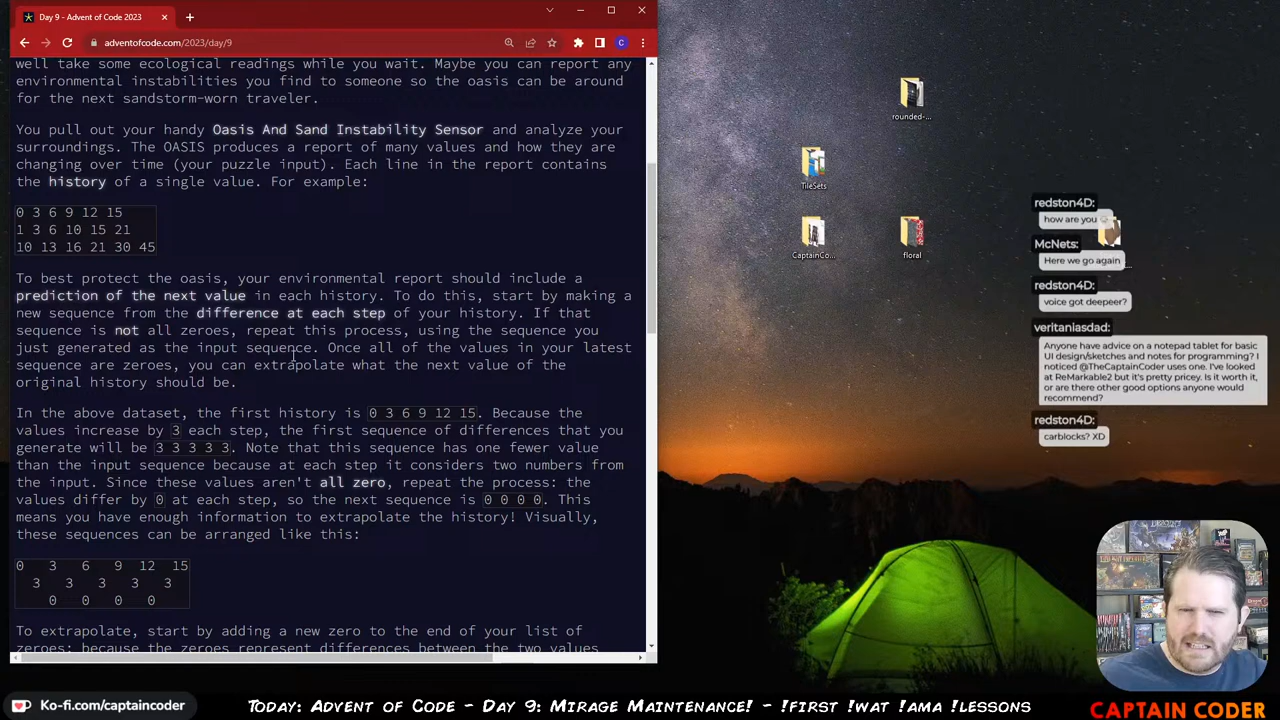 Day 9 - Advent of Code 2023
adventofcode.com/2023/day/9
well take some ecological readings while you wait. Maybe you can report any
environmental instabilities you find to someone so the oasis can be around
for the next sandstorm-worn traveler.
You pull out your handy Oasis And Sand Instability Sensor and analyze your
surroundings. The OASIS produces a report of many values and how they are
changing over time (your puzzle input). Each line in the report contains
the history of a single value. For example:
0 3 6 9 12 15
1 3 6 10 15 21
10 13 16 21 30 45
To best protect the oasis, your environmental report should include a
prediction of the next value in each history. To do this, start by making a
new sequence from the difference at each step of your history. If that
sequence is not all zeroes, repeat this process, using the sequence you
just generated as the input sequence. Once all of the values in your latest
sequence are zeroes, you can extrapolate what the next value of the
original history should be.
In the above dataset, the first history is 0 3 6 9 12 15. Because the
values increase by 3 each step, the first sequence of differences that you
generate will be 3 3 3 3 3. Note that this sequence has one fewer value
than the input sequence because at each step it considers two numbers from
the input. Since these values aren't all zero, repeat the process: the
values differ by 0 at each step, so the next sequence is 0 0 0 0. This
means you have enough information to extrapolate the history! Visually,
these sequences can be arranged like this:
0 3 6 9 12 15
3 3 3 3 3
0 0 0 0
To extrapolate, start by adding a new zero to the end of your list of
zeroes; because the zeroes represent differences between the two values
rounded-...
TileSets
CaptainCo...
floral
redston4D:
how are you
McNets:
Here we go again
redston4D:
voice got deepeer?
veritaniasdad:
Anyone have advice on a notepad tablet for basic
UI design/sketches and notes for programming? I
noticed @TheCaptainCoder uses one. I've looked
at ReMarkable2 but it's pretty pricey. Is it worth it,
or are there other good options anyone would
recommend?
redston4D:
carblocks? XD
Ko-fi.com/captaincoder
Today: Advent of Code - Day 9: Mirage Maintenance! - !first !wat !ama !lessons
CAPTAIN CODER